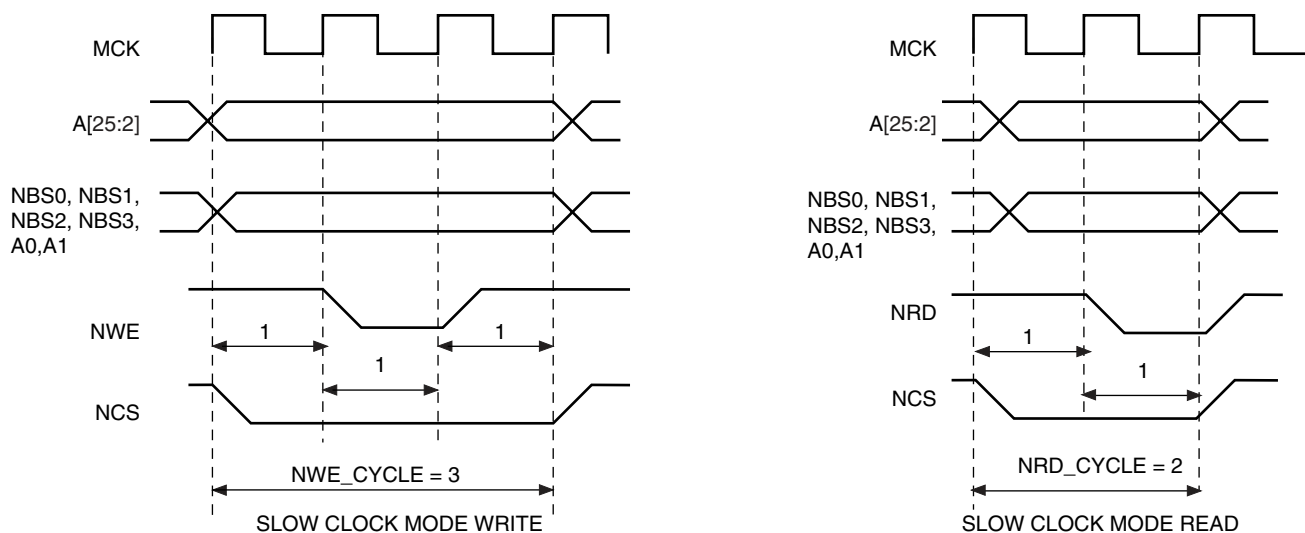 MCK
A[25:2]
NBS0, NBS1,
NBS2, NBS3,
A0,A1
NWE
1
1
1
NCS
NWE_CYCLE = 3
SLOW CLOCK MODE WRITE
MCK
A[25:2]
NBS0, NBS1,
NBS2, NBS3,
A0,A1
NRD
1
1
NCS
NRD_CYCLE = 2
SLOW CLOCK MODE READ